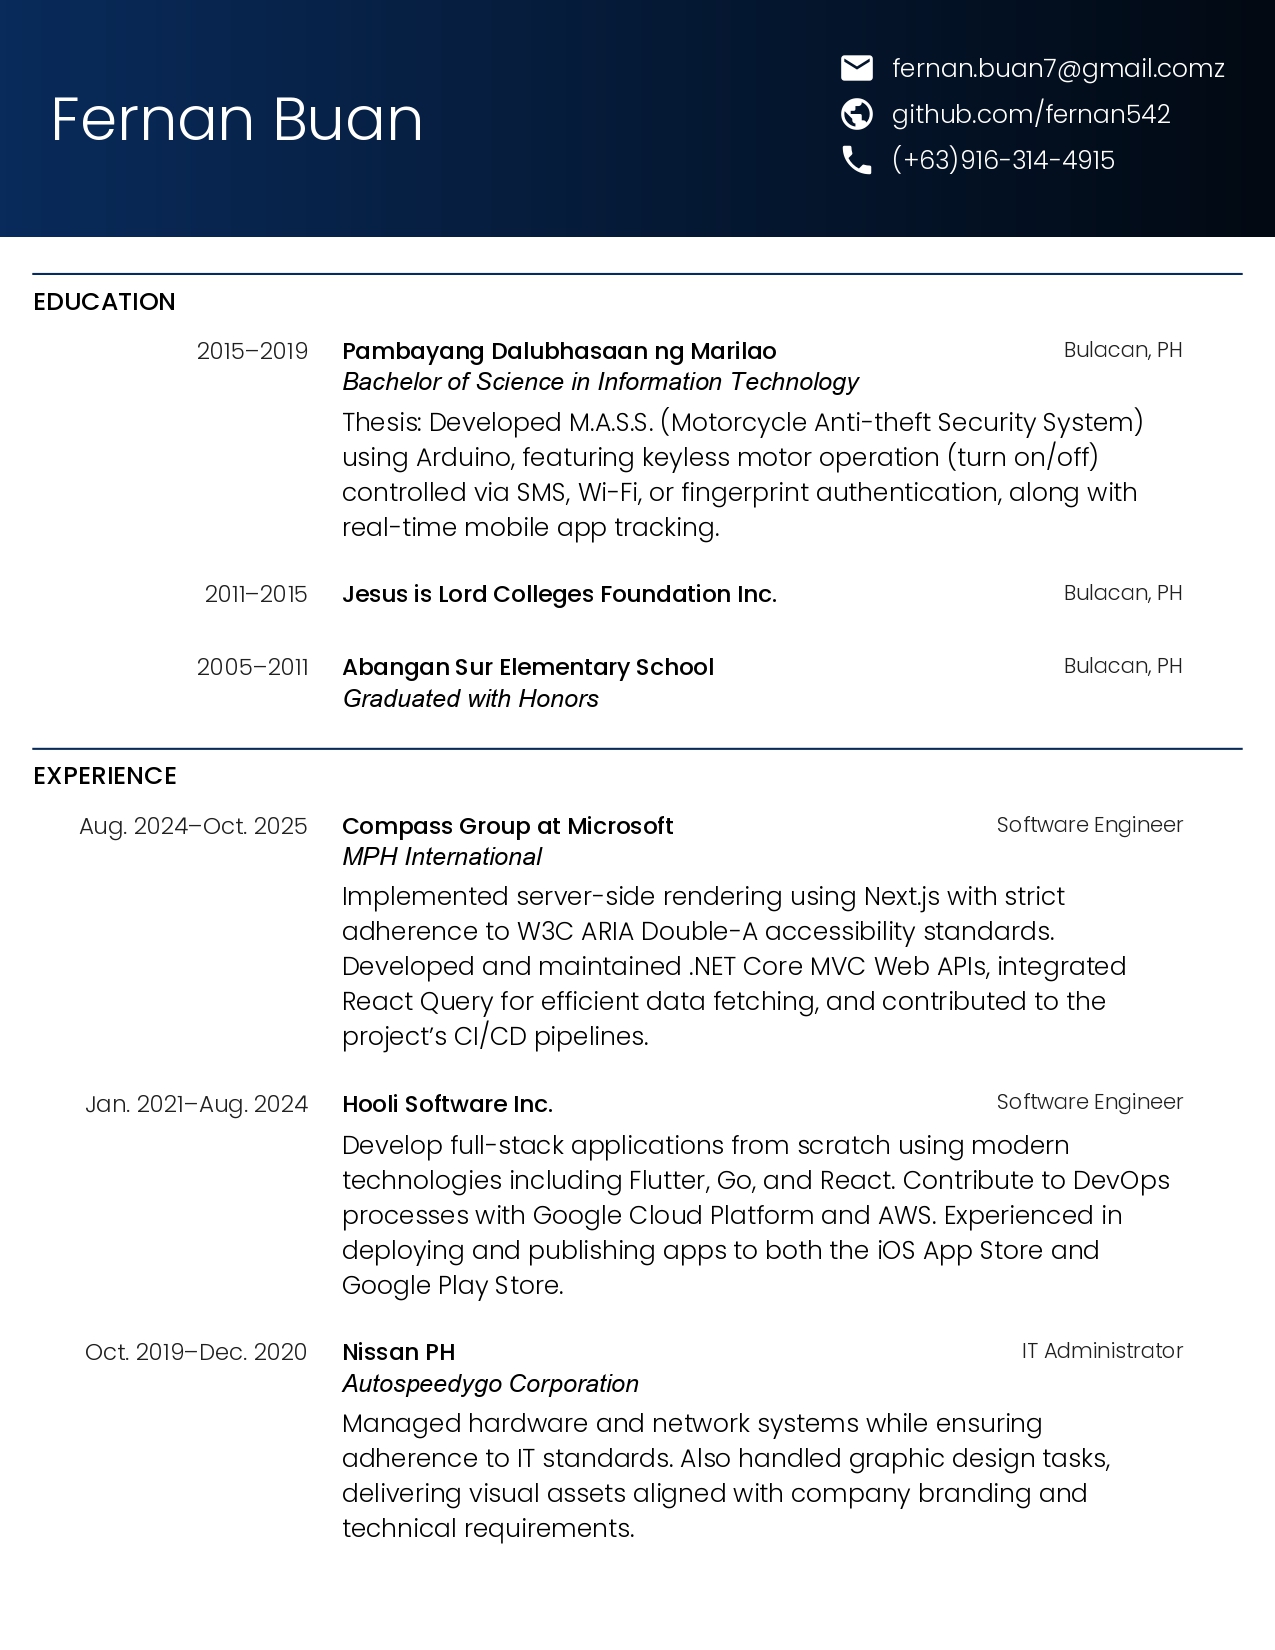 Fernan Buan
fernan.buan7@gmail.comz
github.com/fernan542
(+63)916-314-4915
EDUCATION
2015–2019 Pambayang Dalubhasaan ng Marilao Bulacan, PH
Bachelor of Science in Information Technology
Thesis: Developed M.A.S.S. (Motorcycle Anti-theft Security System)
using Arduino, featuring keyless motor operation (turn on/off)
controlled via SMS, Wi-Fi, or fingerprint authentication, along with
real-time mobile app tracking.
2011–2015 Jesus is Lord Colleges Foundation Inc. Bulacan, PH
2005–2011 Abangan Sur Elementary School Bulacan, PH
Graduated with Honors
EXPERIENCE
Aug. 2024–Oct. 2025 Compass Group at Microsoft Software Engineer
MPH International
Implemented server-side rendering using Next.js with strict
adherence to W3C ARIA Double-A accessibility standards.
Developed and maintained .NET Core MVC Web APIs, integrated
React Query for efficient data fetching, and contributed to the
project’s CI/CD pipelines.
Jan. 2021–Aug. 2024 Hooli Software Inc. Software Engineer
Develop full-stack applications from scratch using modern
technologies including Flutter, Go, and React. Contribute to DevOps
processes with Google Cloud Platform and AWS. Experienced in
deploying and publishing apps to both the iOS App Store and
Google Play Store.
Oct. 2019–Dec. 2020 Nissan PH IT Administrator
Autospeedygo Corporation
Managed hardware and network systems while ensuring
adherence to IT standards. Also handled graphic design tasks,
delivering visual assets aligned with company branding and
technical requirements.